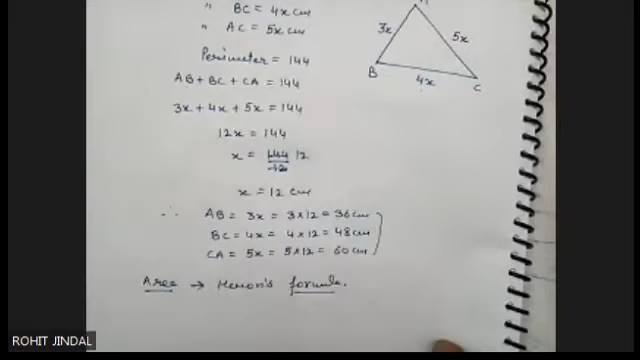 " BC = 4x cm
" AC = 5x cm
Perimeter = 144
AB + BC + CA = 144
3x + 4x + 5x = 144
12x = 144
x = 144 12
12
x = 12 cm
∴ AB = 3x = 3×12 = 36 cm
BC = 4x = 4×12 = 48 cm
CA = 5x = 5×12 = 60 cm
Area → Heron's formula.
3x
5x
B
4x
C
ROHIT JINDAL